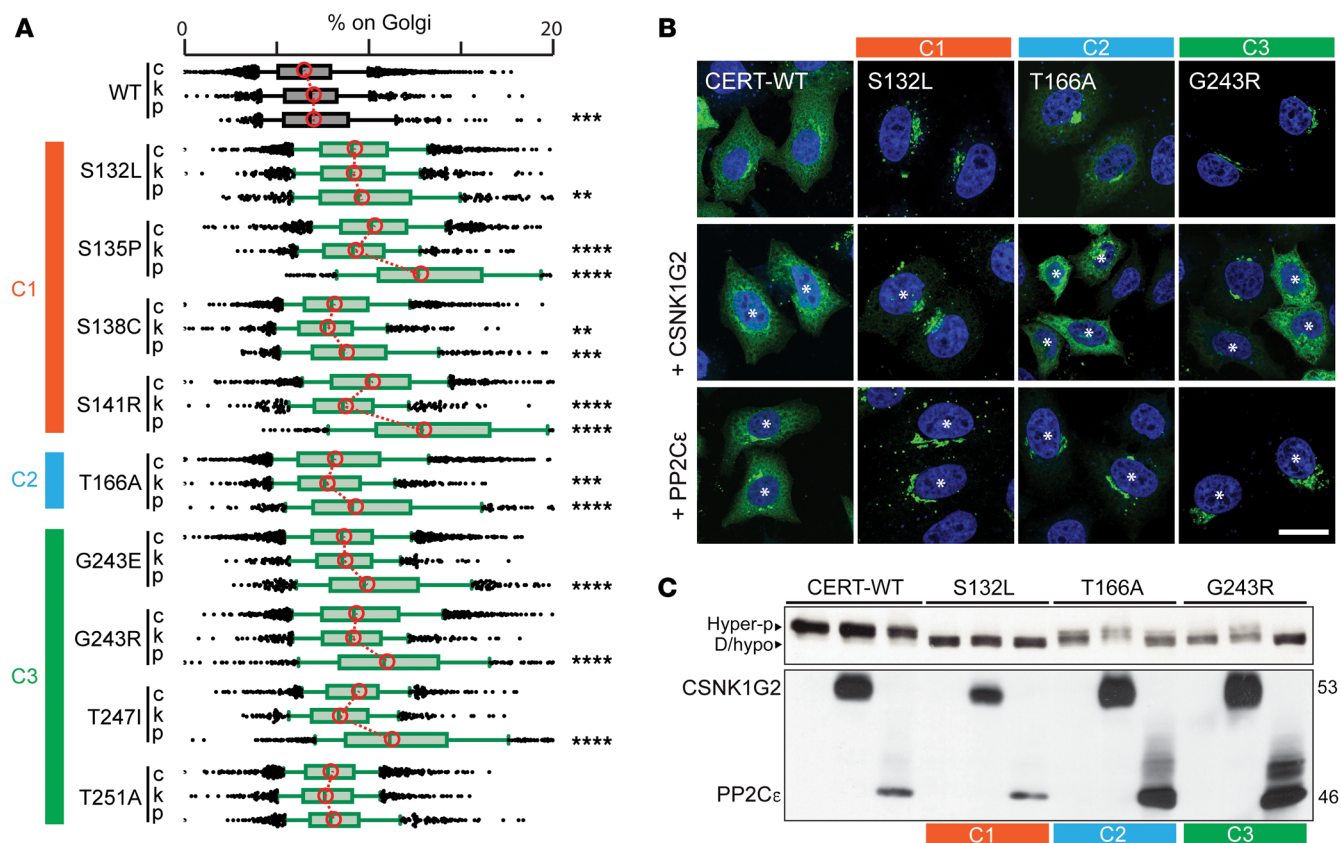 A
% on Golgi
0
20
WT
c
k
p
***
C1
S132L
c
k
p
**
S135P
c
k
p
****
****
S138C
c
k
p
**
***
S141R
c
k
p
****
****
C2
T166A
c
k
p
***
****
C3
G243E
c
k
p
****
G243R
c
k
p
****
T247I
c
k
p
****
T251A
c
k
p
B
C1
C2
C3
CERT-WT
S132L
T166A
G243R
+ CSNK1G2
* * * * * * * * *
+ PP2Cε
* * * * * * * *
C
CERT-WT
S132L
T166A
G243R
Hyper-p
D/hypo
CSNK1G2
53
PP2Cε
46
C1
C2
C3